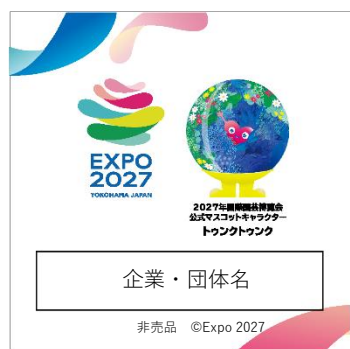 EXPO
2027
YOKOHAMA JAPAN
2027年国際園芸博覧会
公式マスコットキャラクター
トゥンクトゥンク
企業・団体名
非売品　©Expo 2027